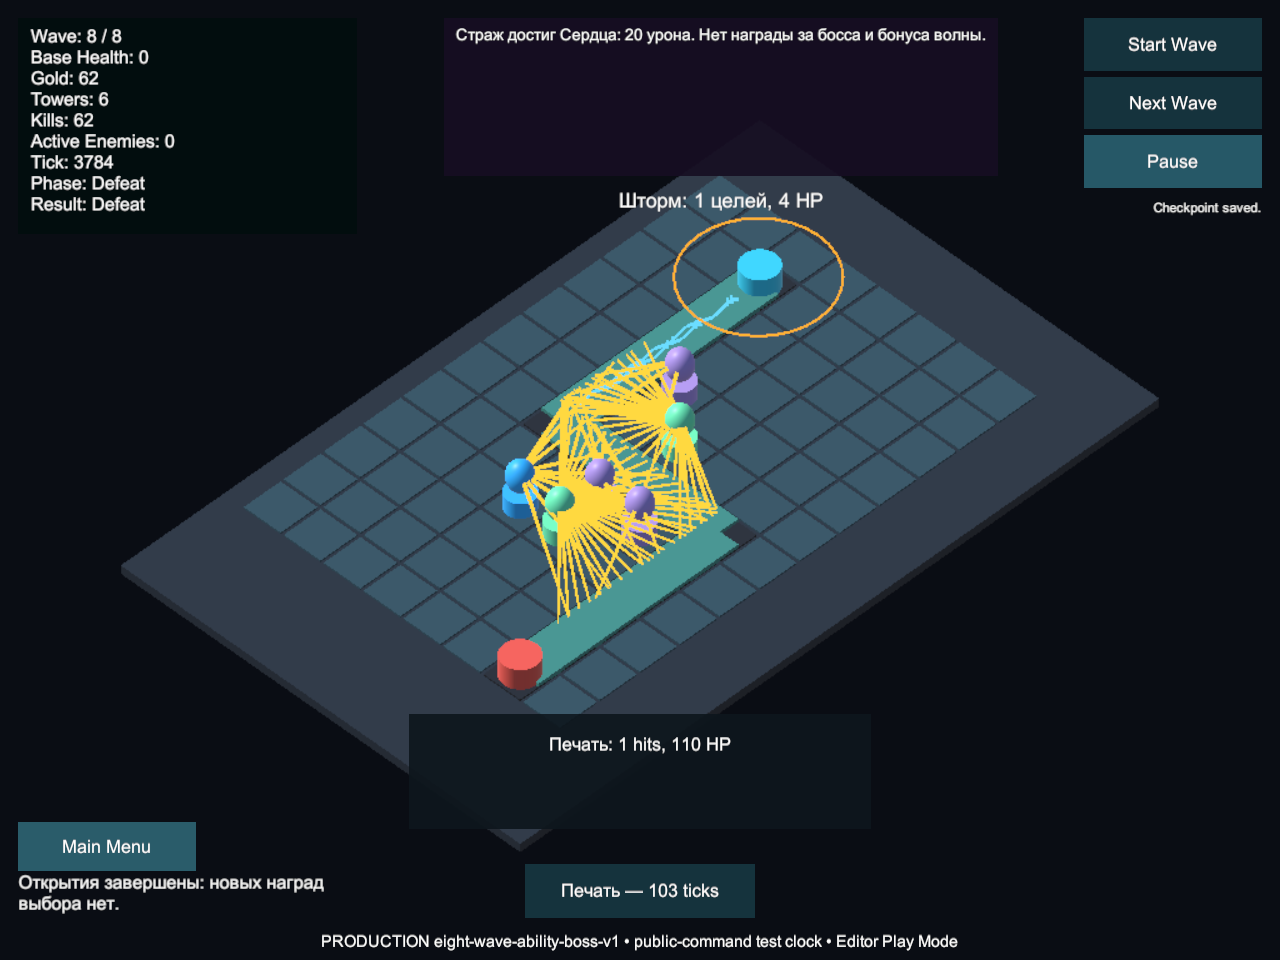 Wave: 8 / 8
Base Health: 0
Gold: 62
Towers: 6
Kills: 62
Active Enemies: 0
Tick: 3784
Phase: Defeat
Result: Defeat
Страж достиг Сердца: 20 урона. Нет награды за босса и бонуса волны.
Start Wave
Next Wave
Pause
Checkpoint saved.
Шторм: 1 целей, 4 HP
Печать: 1 hits, 110 HP
Main Menu
Открытия завершены: новых наград
выбора нет.
Печать — 103 ticks
PRODUCTION eight-wave-ability-boss-v1 • public-command test clock • Editor Play Mode